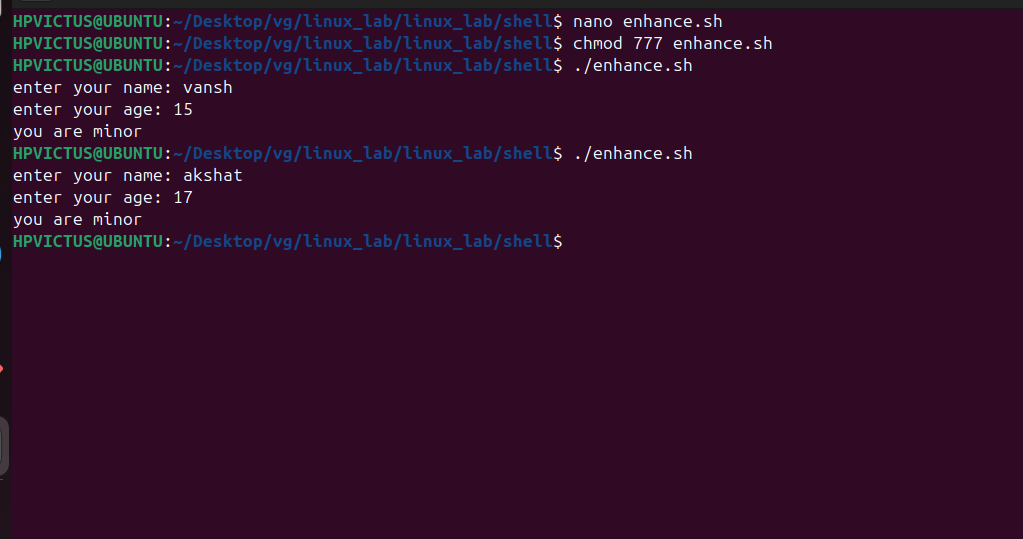 HPVICTUS@UBUNTU:~/Desktop/vg/linux_lab/linux_lab/shell$ nano enhance.sh
HPVICTUS@UBUNTU:~/Desktop/vg/linux_lab/linux_lab/shell$ chmod 777 enhance.sh
HPVICTUS@UBUNTU:~/Desktop/vg/linux_lab/linux_lab/shell$ ./enhance.sh
enter your name: vansh
enter your age: 15
you are minor
HPVICTUS@UBUNTU:~/Desktop/vg/linux_lab/linux_lab/shell$ ./enhance.sh
enter your name: akshat
enter your age: 17
you are minor
HPVICTUS@UBUNTU:~/Desktop/vg/linux_lab/linux_lab/shell$